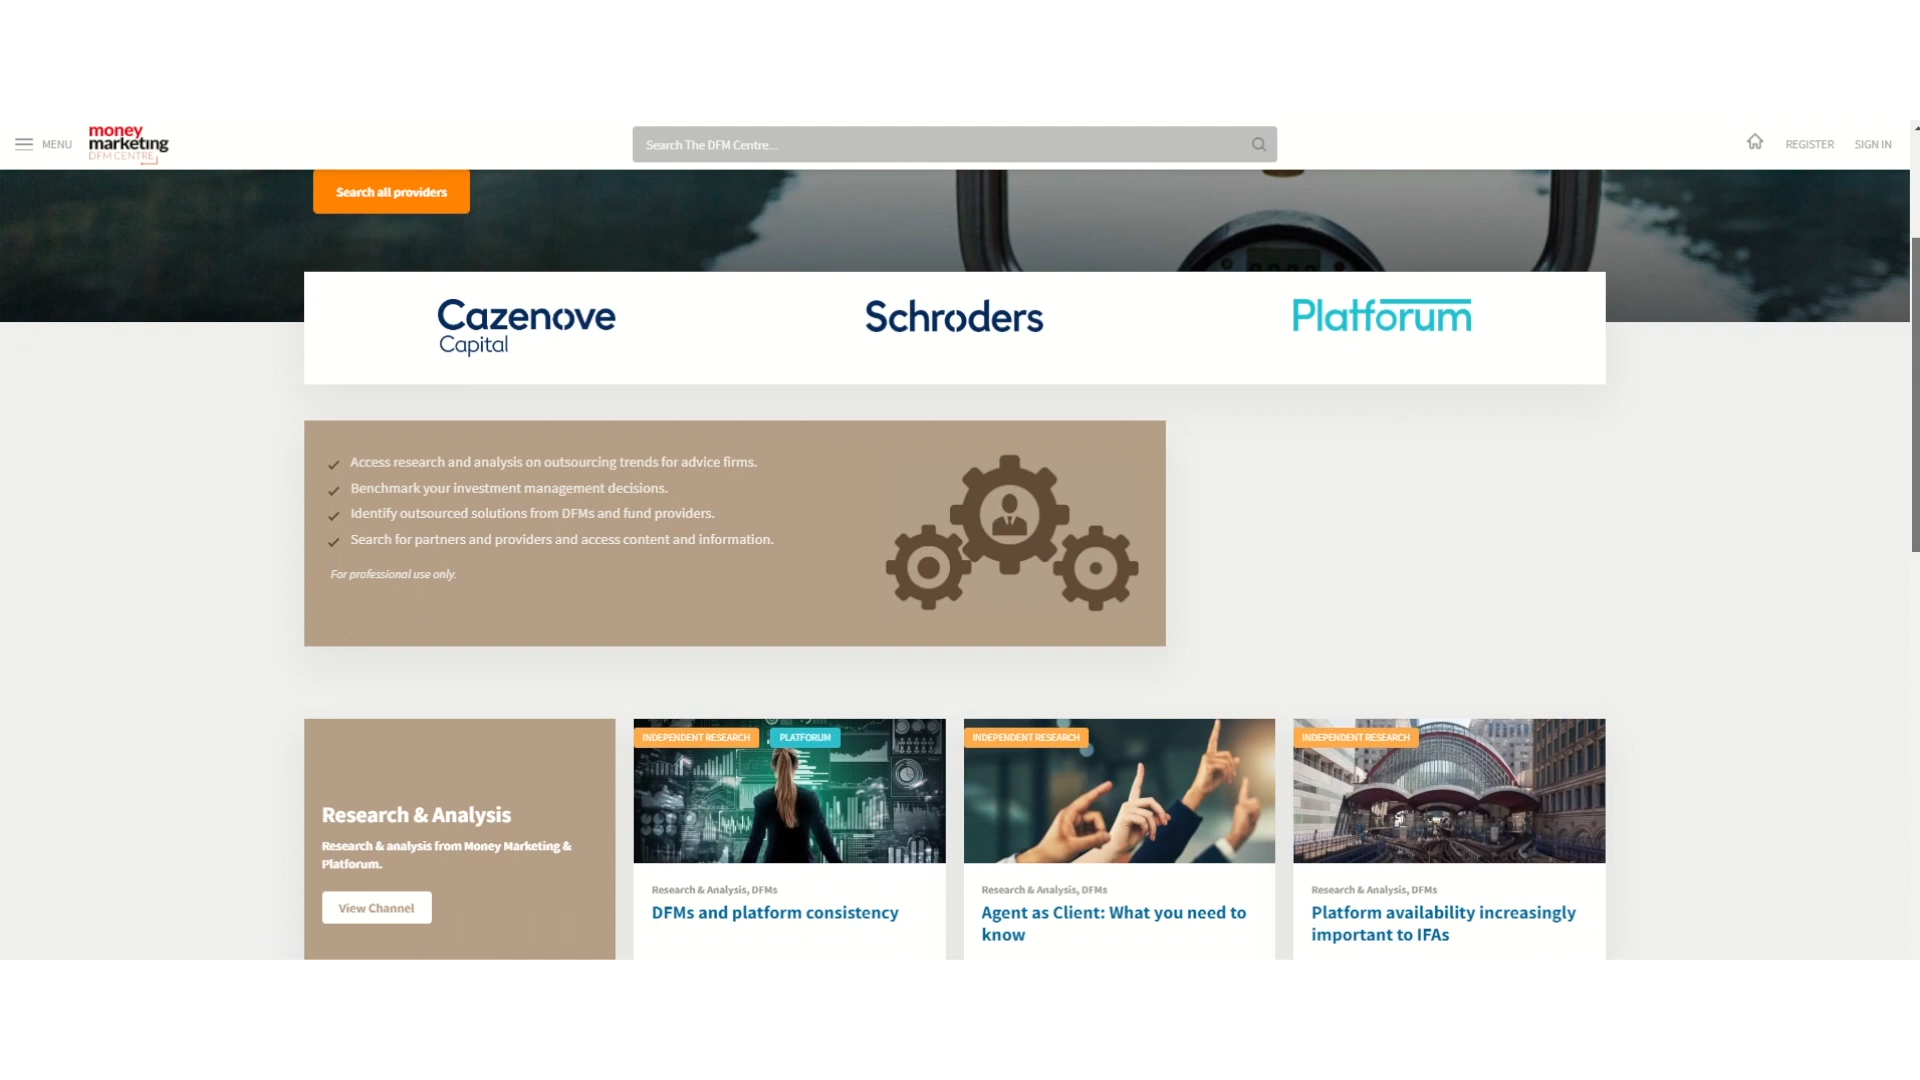 MENU
money
marketing
DFM CENTRE
Search The DFM Centre...
REGISTER
SIGN IN
Search all providers
Cazenove
Capital
Schroders
Platforum
Access research and analysis on outsourcing trends for advice firms.
Benchmark your investment management decisions.
Identify outsourced solutions from DFMs and fund providers.
Search for partners and providers and access content and information.
For professional use only.
Research & Analysis
Research & analysis from Money Marketing &
Platforum.
View Channel
INDEPENDENT RESEARCH
PLATFORUM
Research & Analysis, DFMs
DFMs and platform consistency
INDEPENDENT RESEARCH
Research & Analysis, DFMs
Agent as Client: What you need to
know
INDEPENDENT RESEARCH
Research & Analysis, DFMs
Platform availability increasingly
important to IFAs